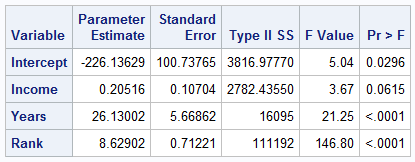 Variable Parameter Estimate Standard Error Type II SS F Value Pr > F
Intercept -226.13629 100.73765 3816.97770 5.04 0.0296
Income 0.20516 0.10704 2782.43550 3.67 0.0615
Years 26.13002 5.66862 16095 21.25 <.0001
Rank 8.62902 0.71221 111192 146.80 <.0001